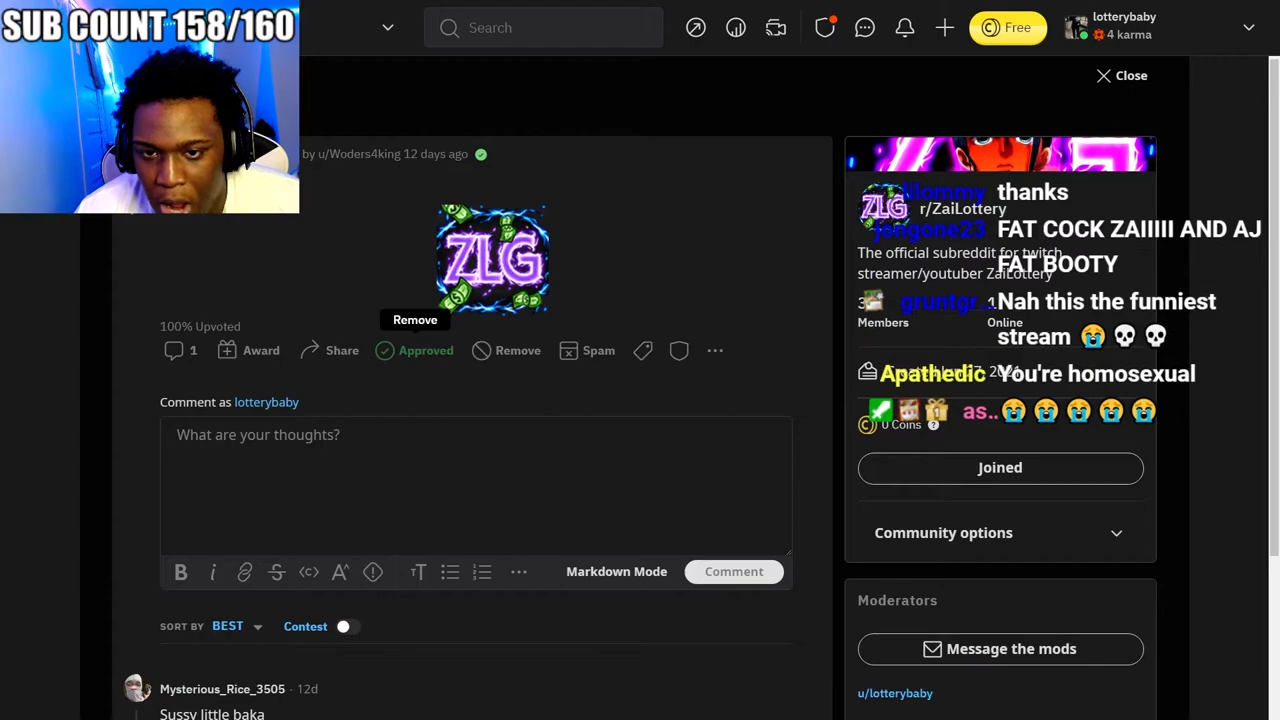 SUB COUNT 158/160
Search
Free
lotterybaby
4 karma
Close
by u/Woders4king 12 days ago
ZLG
100% Upvoted
Remove
1
Award
Share
Approved
Remove
Spam
Comment as lotterybaby
What are your thoughts?
Markdown Mode
Comment
SORT BY BEST
Contest
Mysterious_Rice_3505 · 12d
Sussy little baka
ZLG
r/ZaiLottery
The official subreddit for twitch
streamer/youtuber ZaiLottery
Members
Online
0 Coins
Joined
Community options
Moderators
Message the mods
u/lotterybaby
lilommy thanks
jongone23 FAT COCK ZAIIIII AND AJ
FAT BOOTY
gruntgr... Nah this the funniest
stream 😭💀💀
Apathedic You're homosexual
as.. 😭😭😭😭😭